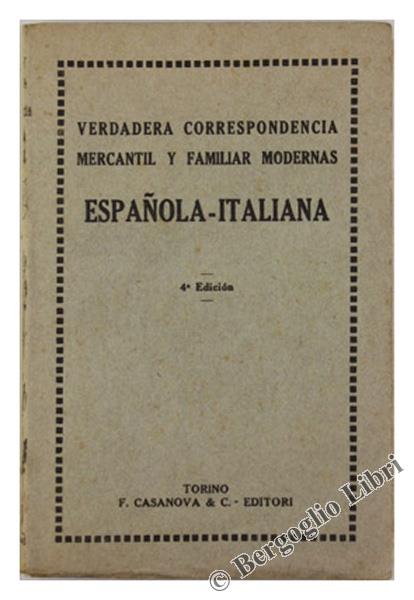 VERDADERA CORRESPONDENCIA
MERCANTIL Y FAMILIAR MODERNAS
ESPAÑOLA-ITALIANA
4ª Edición
TORINO
F. CASANOVA & C. - EDITORI
© Bergoglio Libri